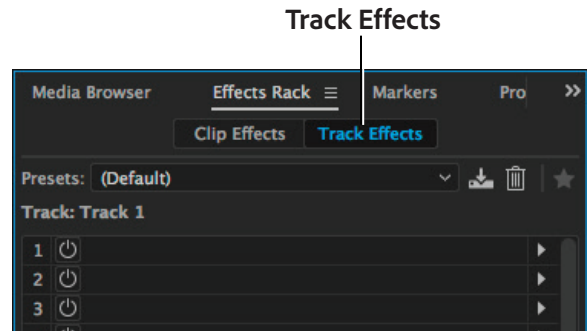 Track Effects
Media Browser Effects Rack Markers Pro
Clip Effects Track Effects
Presets: (Default)
Track: Track 1
1
2
3